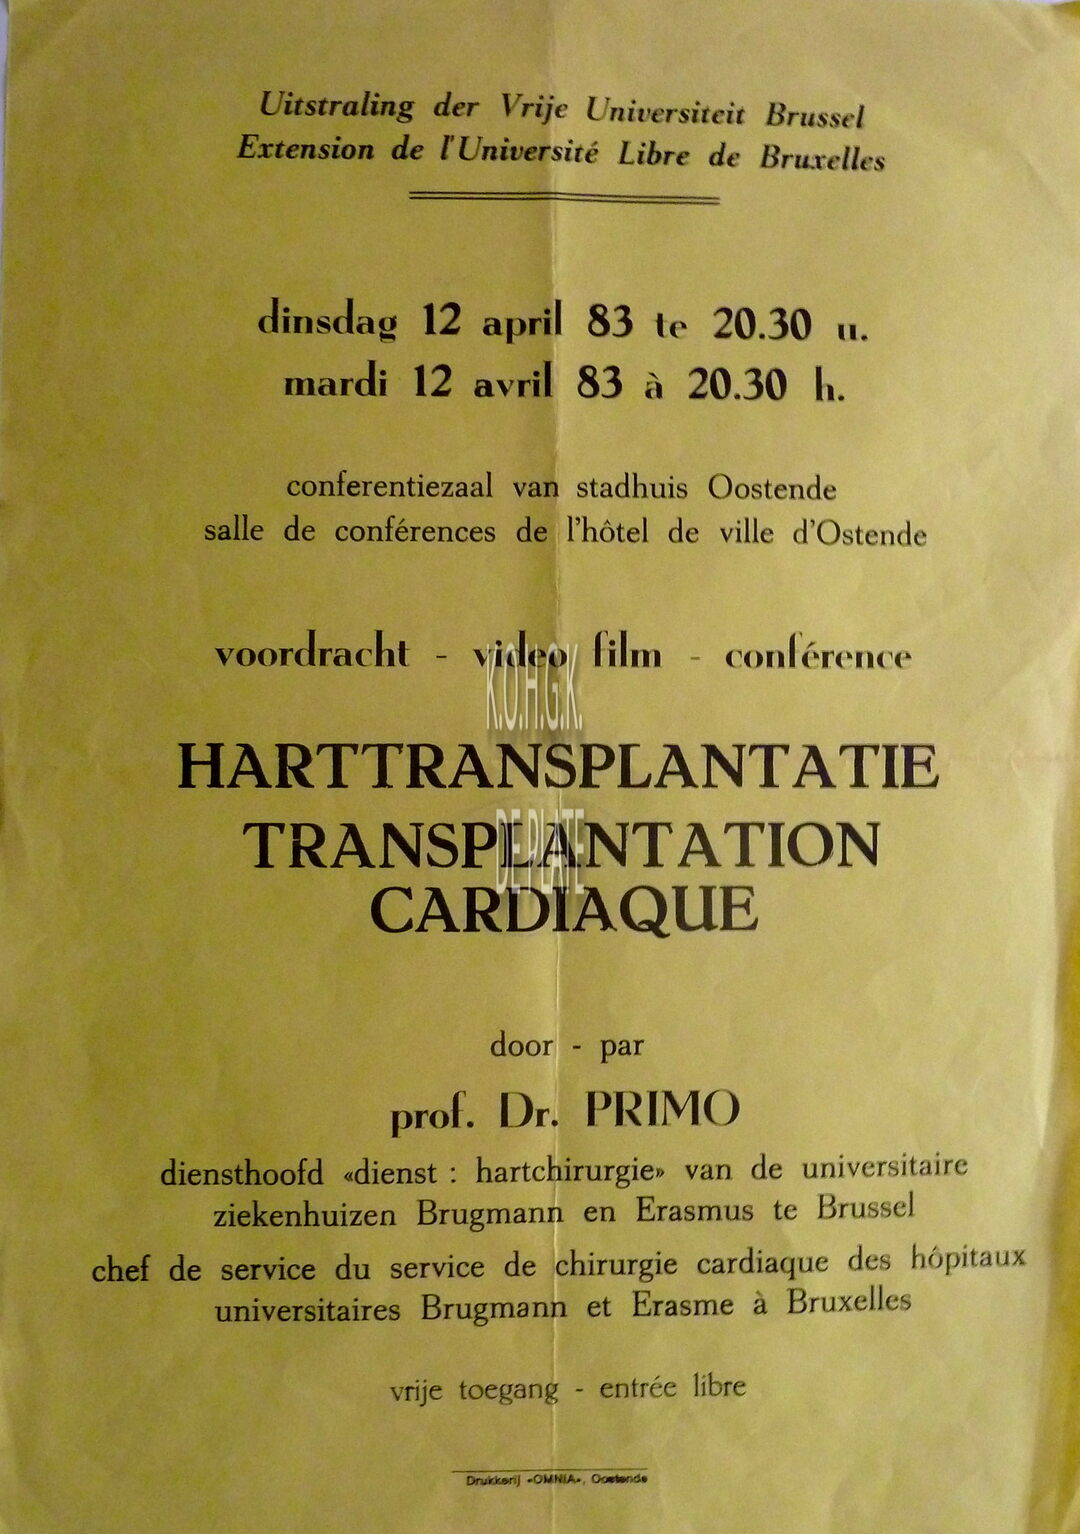 Uitstraling der Vrije Universiteit Brussel
Extension de l'Université Libre de Bruxelles
dinsdag 12 april 83 te 20.30 u.
mardi 12 avril 83 à 20.30 h.
conferentiezaal van stadhuis Oostende
salle de conférences de l'hôtel de ville d'Ostende
voordracht - video film - conférence
K.O.H.G.K.
HARTTRANSPLANTATIE
DE PLATE
TRANSPLANTATION
CARDIAQUE
door - par
prof. Dr. PRIMO
diensthoofd «dienst : hartchirurgie» van de universitaire
ziekenhuizen Brugmann en Erasmus te Brussel
chef de service du service de chirurgie cardiaque des hôpitaux
universitaires Brugmann et Erasme à Bruxelles
vrije toegang - entrée libre
Drukkerij «OMNIA», Oostende